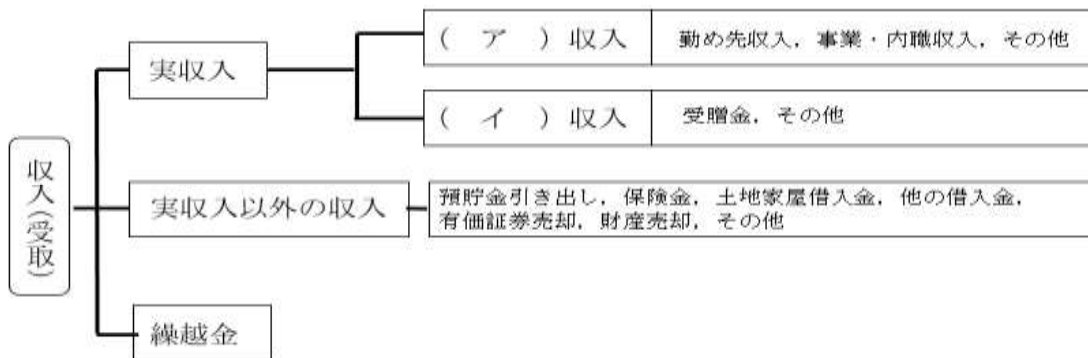 収入(受取)
実収入
( ア )収入
勤め先収入，事業・内職収入，その他
( イ )収入
受贈金，その他
実収入以外の収入
預貯金引き出し，保険金，土地家屋借入金，他の借入金，
有価証券売却，財産売却，その他
繰越金